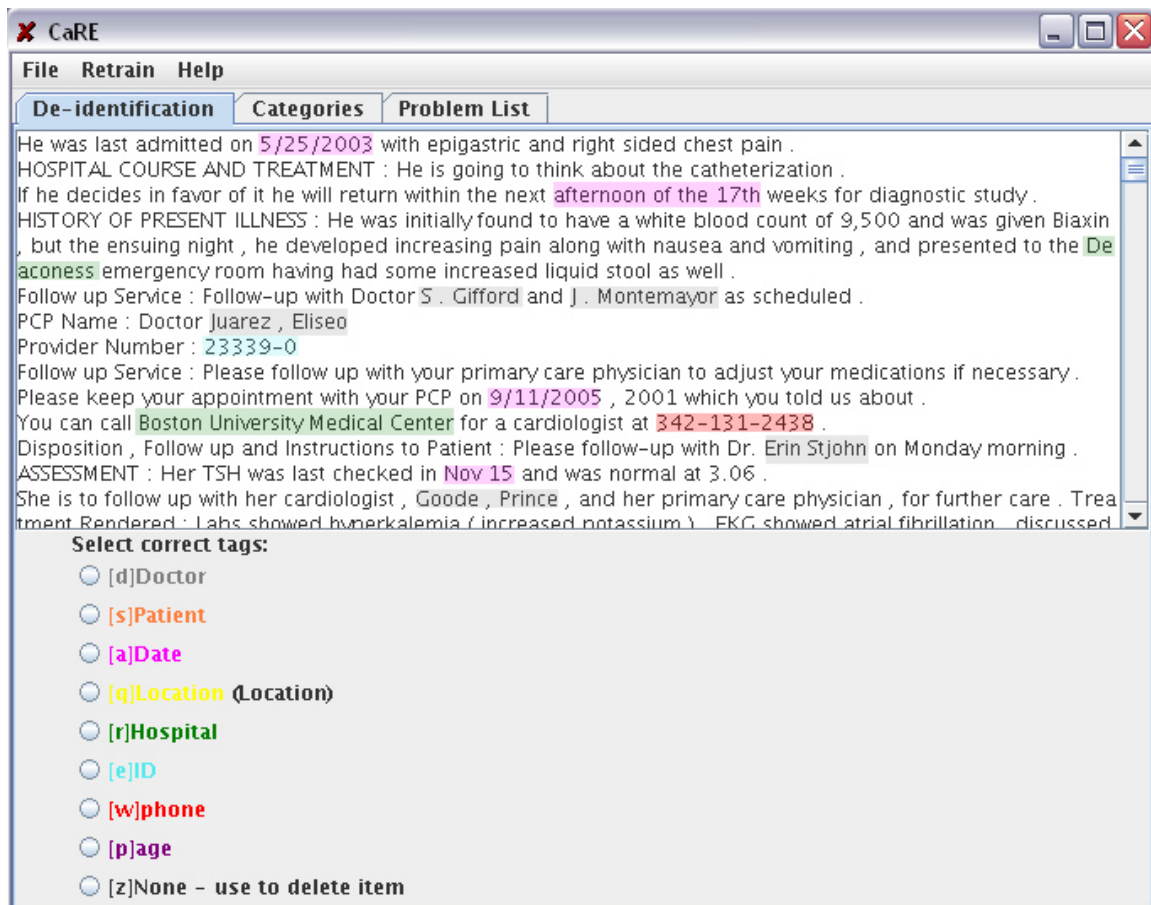 CaRE
File Retrain Help
De-identification Categories Problem List
He was last admitted on 5/25/2003 with epigastric and right sided chest pain .
HOSPITAL COURSE AND TREATMENT : He is going to think about the catheterization .
If he decides in favor of it he will return within the next afternoon of the 17th weeks for diagnostic study .
HISTORY OF PRESENT ILLNESS : He was initially found to have a white blood count of 9,500 and was given Biaxin
, but the ensuing night , he developed increasing pain along with nausea and vomiting , and presented to the De
aconess emergency room having had some increased liquid stool as well .
Follow up Service : Follow-up with Doctor S . Gifford and J . Montemayor as scheduled .
PCP Name : Doctor Juarez , Eliseo
Provider Number : 23339-0
Follow up Service : Please follow up with your primary care physician to adjust your medications if necessary .
Please keep your appointment with your PCP on 9/11/2005 , 2001 which you told us about .
You can call Boston University Medical Center for a cardiologist at 342-131-2438 .
Disposition , Follow up and Instructions to Patient : Please follow-up with Dr. Erin Stjohn on Monday morning .
ASSESSMENT : Her TSH was last checked in Nov 15 and was normal at 3.06 .
She is to follow up with her cardiologist , Goode , Prince , and her primary care physician , for further care . Trea
tment Rendered : Labs showed hyperkalemia ( increased potassium ) , EKG showed atrial fibrillation , discussed
Select correct tags:
[d]Doctor
[s]Patient
[a]Date
[q]Location (Location)
[r]Hospital
[e]ID
[w]phone
[p]age
[z]None - use to delete item